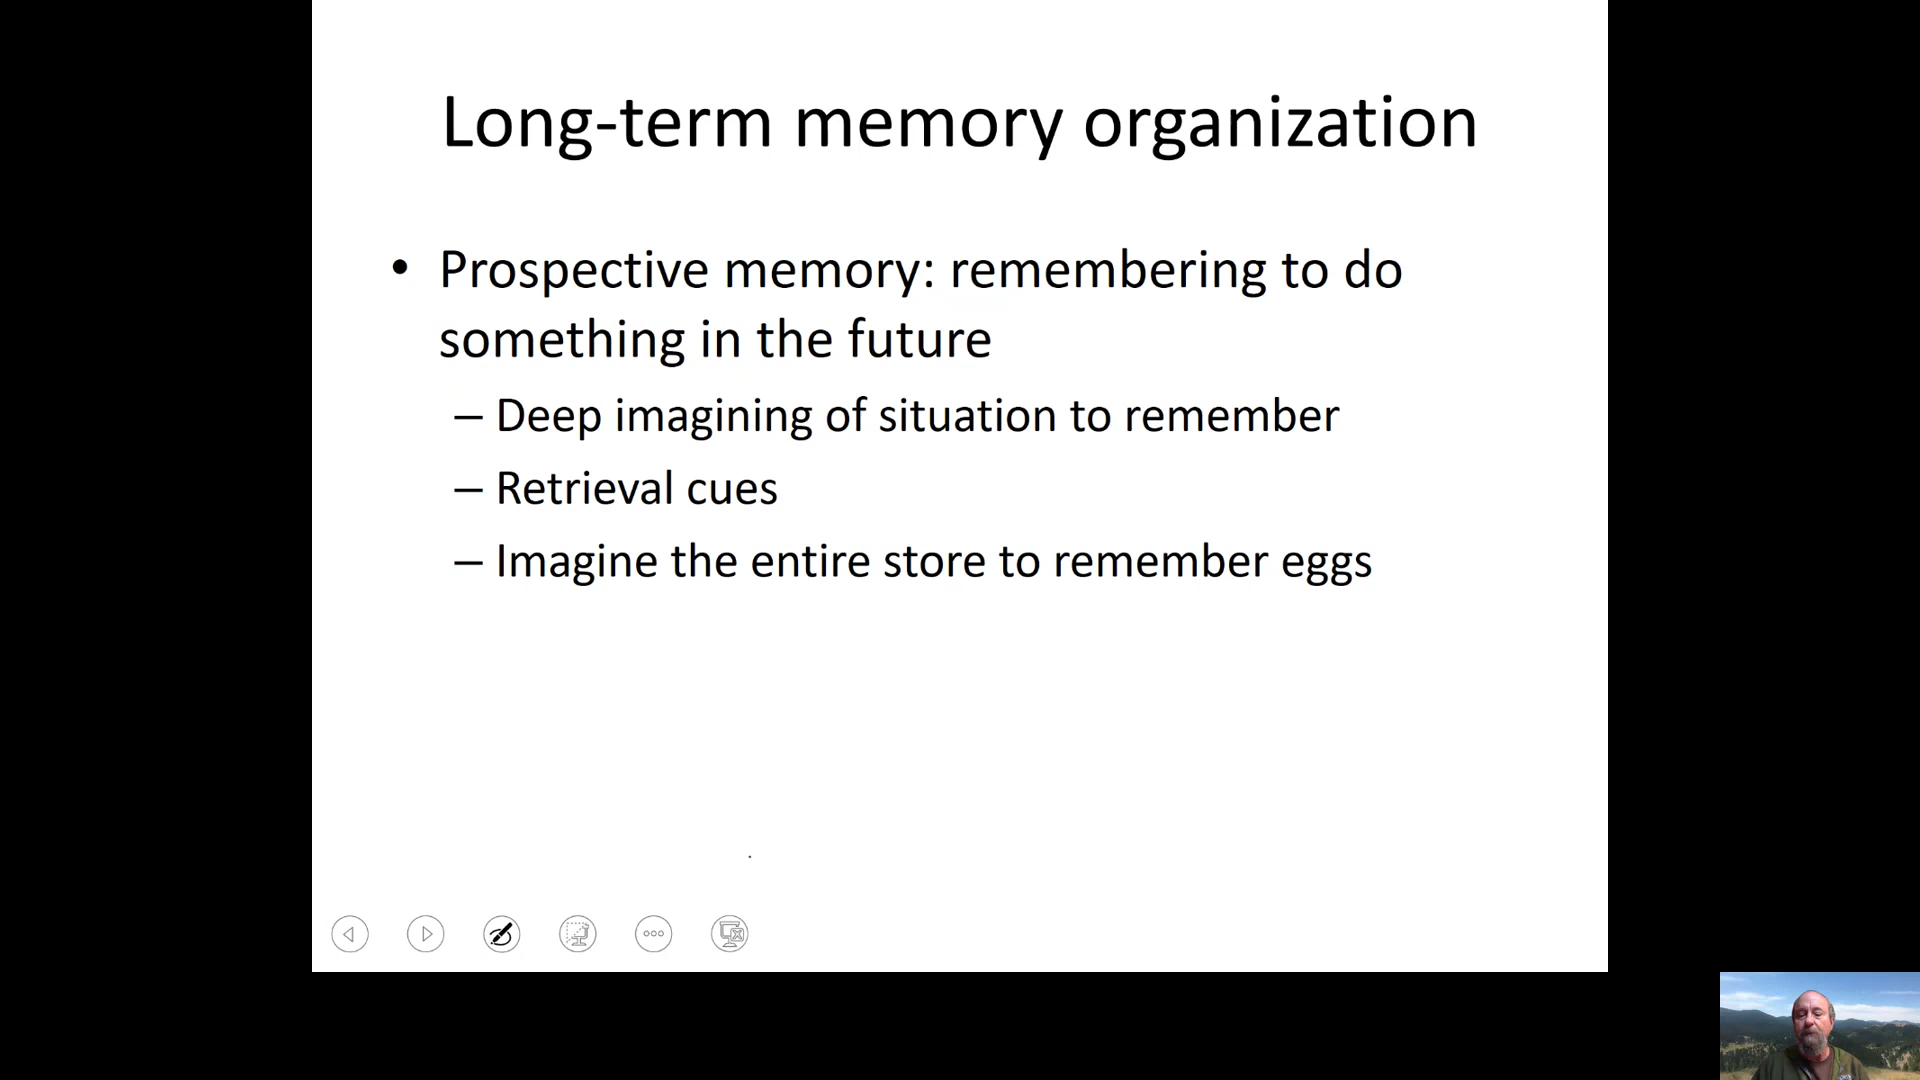 Long-term memory organization
• Prospective memory: remembering to do
something in the future
– Deep imagining of situation to remember
– Retrieval cues
– Imagine the entire store to remember eggs